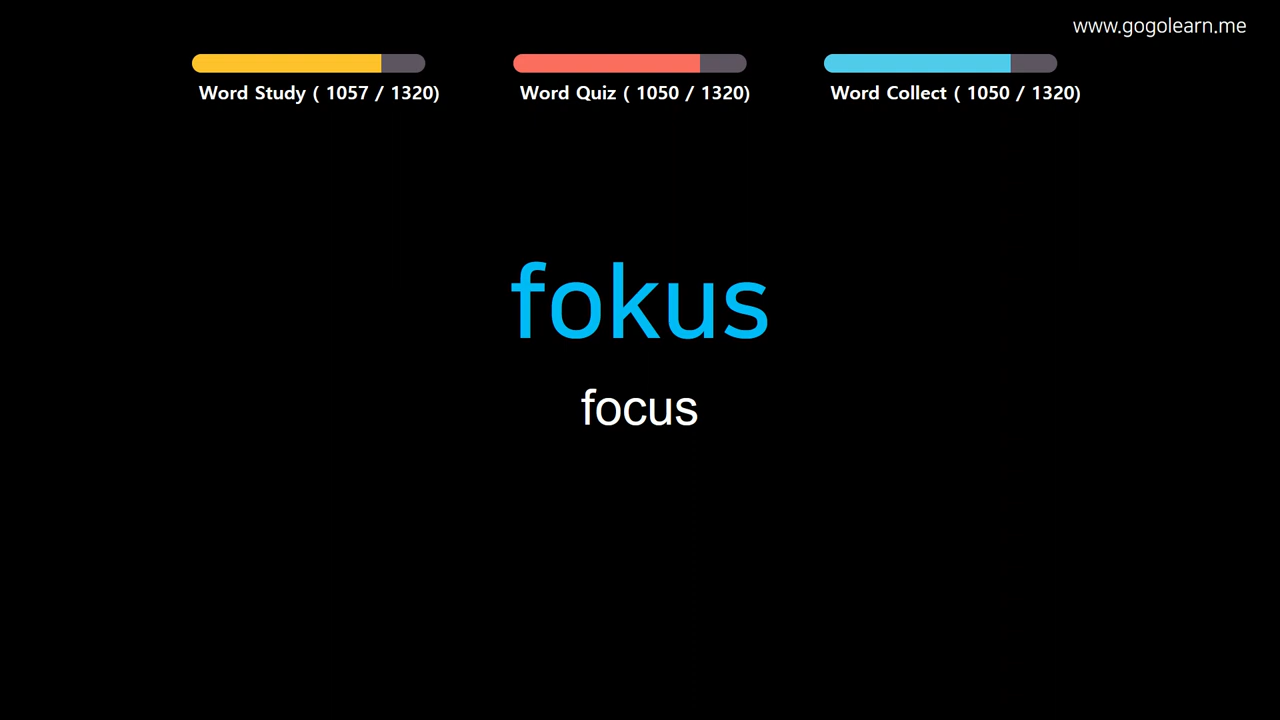 www.gogolearn.me
Word Study ( 1057 / 1320)
Word Quiz ( 1050 / 1320)
Word Collect ( 1050 / 1320)
fokus
focus